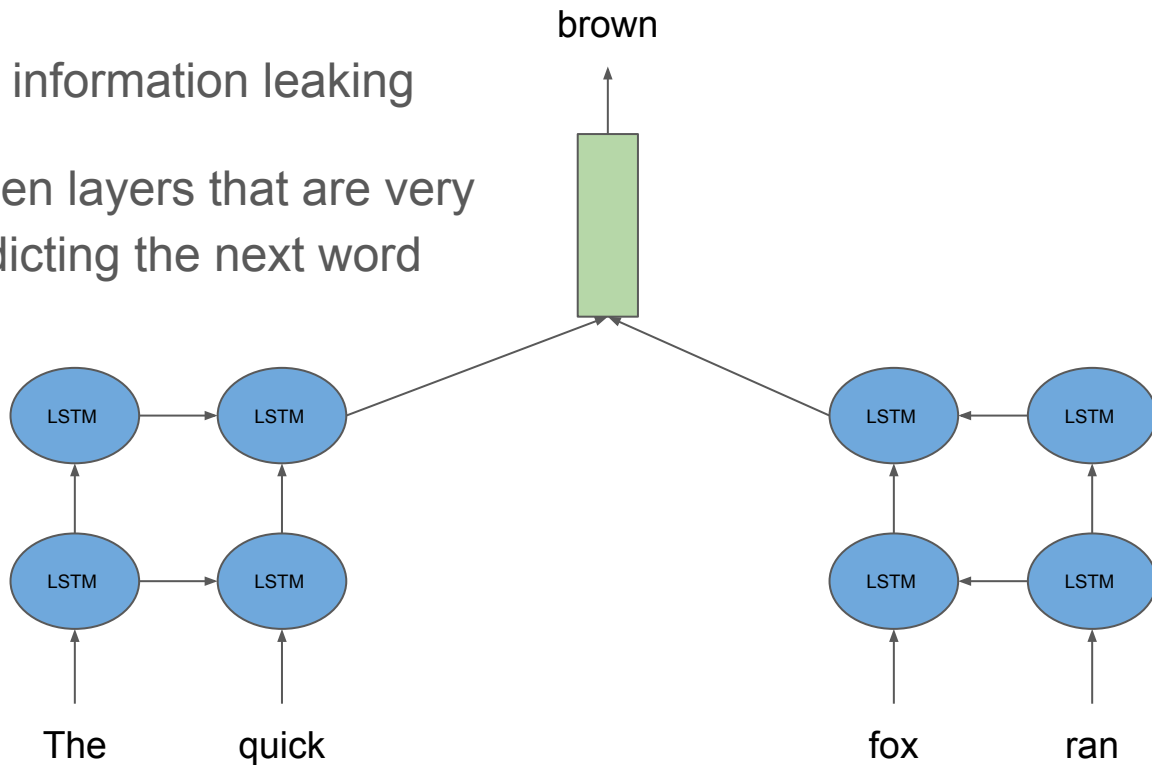 brown
information leaking
en layers that are very
dicting the next word
LSTM LSTM LSTM LSTM
LSTM LSTM LSTM LSTM
The quick fox ran